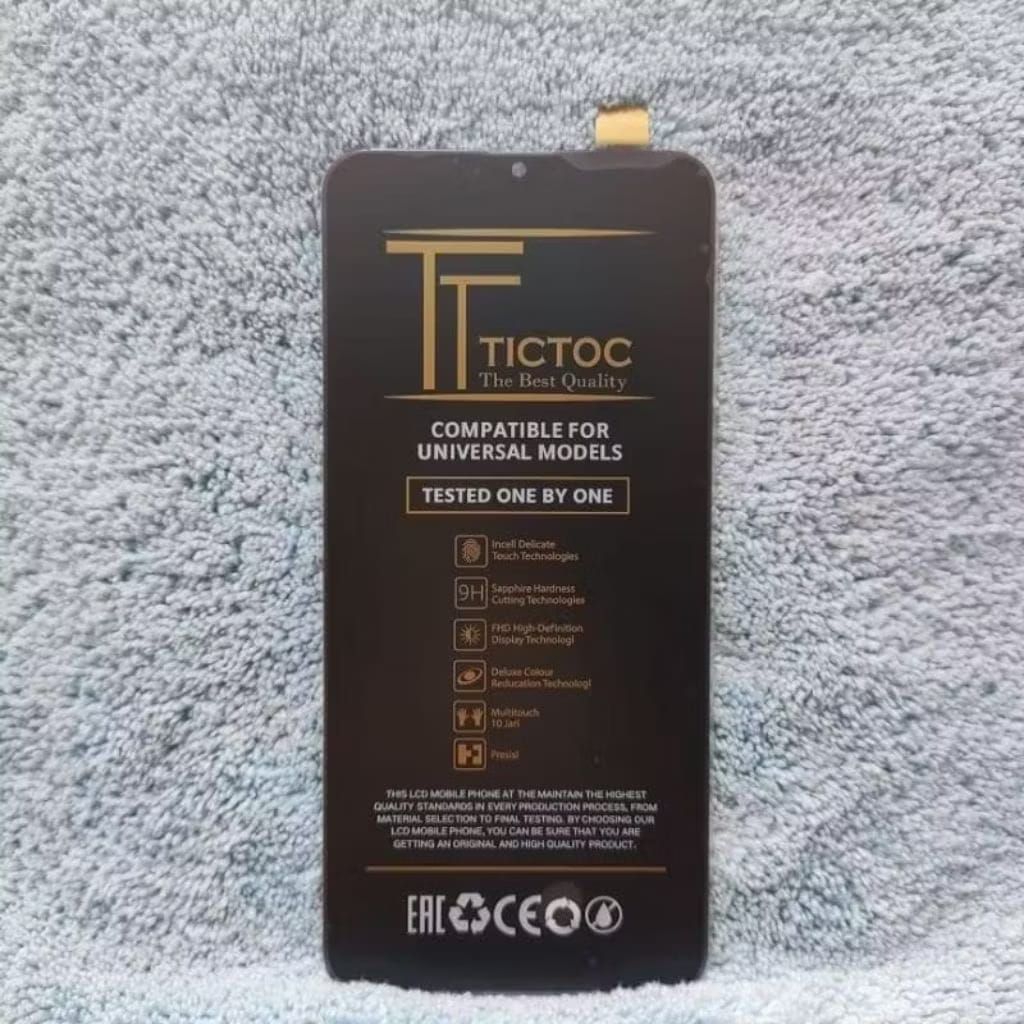 TT
TICTOC
The Best Quality
COMPATIBLE FOR
UNIVERSAL MODELS
TESTED ONE BY ONE
Incell Delicate
Touch Technologies
9H
Sapphire Hardness
Cutting Technologies
FHD High-Definition
Display Technologi
Deluxe Colour
Reducation Technologi
Multitouch
10 Jari
Presisi
THIS LCD MOBILE PHONE AT THE MAINTAIN THE HIGHEST
QUALITY STANDARDS IN EVERY PRODUCTION PROCESS, FROM
MATERIAL SELECTION TO FINAL TESTING. BY CHOOSING OUR
LCD MOBILE PHONE, YOU CAN BE SURE THAT YOU ARE
GETTING AN ORIGINAL AND HIGH QUALITY PRODUCT.
EAC CE